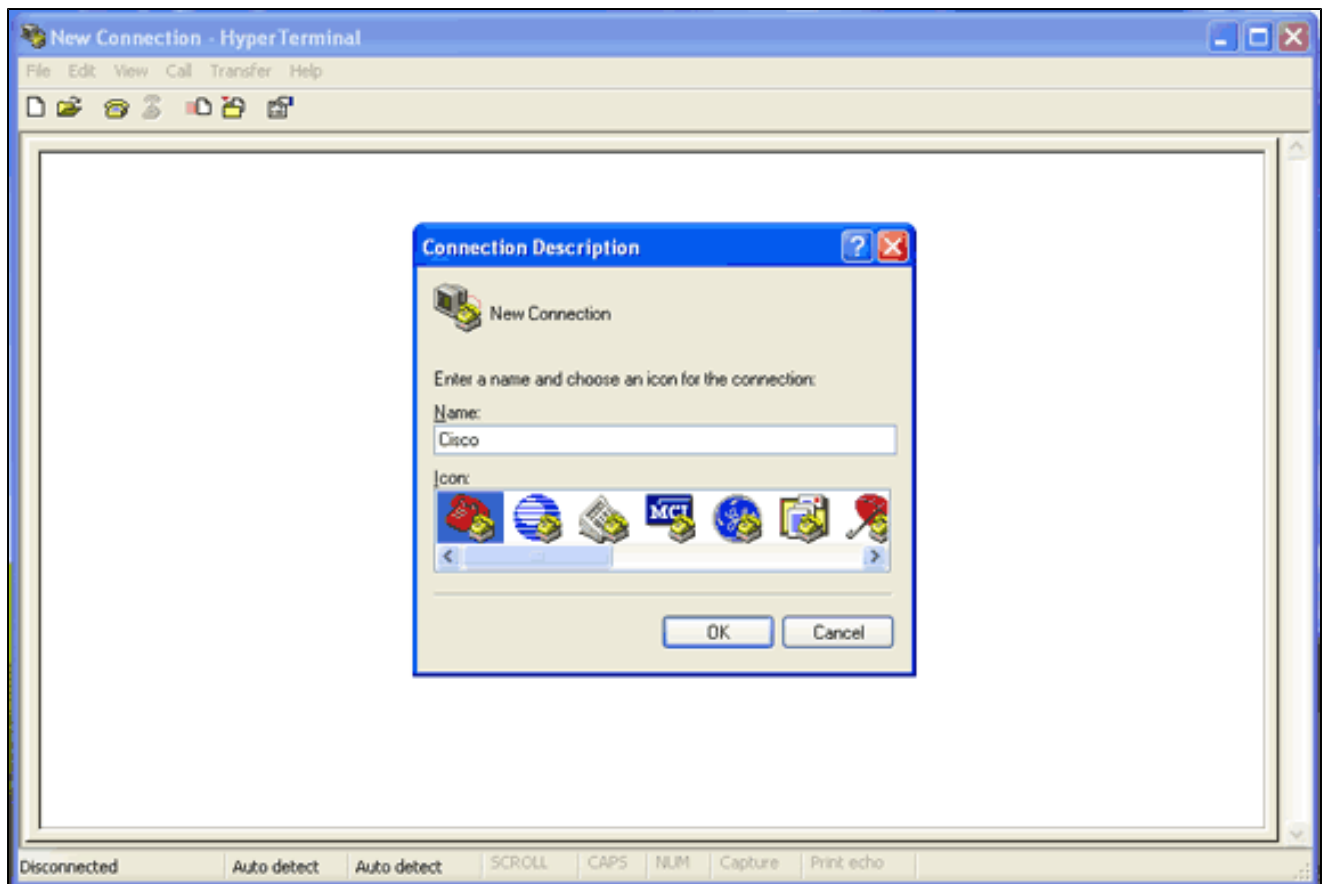 New Connection - HyperTerminal
File Edit View Call Transfer Help
Connection Description
New Connection
Enter a name and choose an icon for the connection:
Name:
Cisco
Icon:
MCI
OK Cancel
Disconnected Auto detect Auto detect SCROLL CAPS NUM Capture Print echo